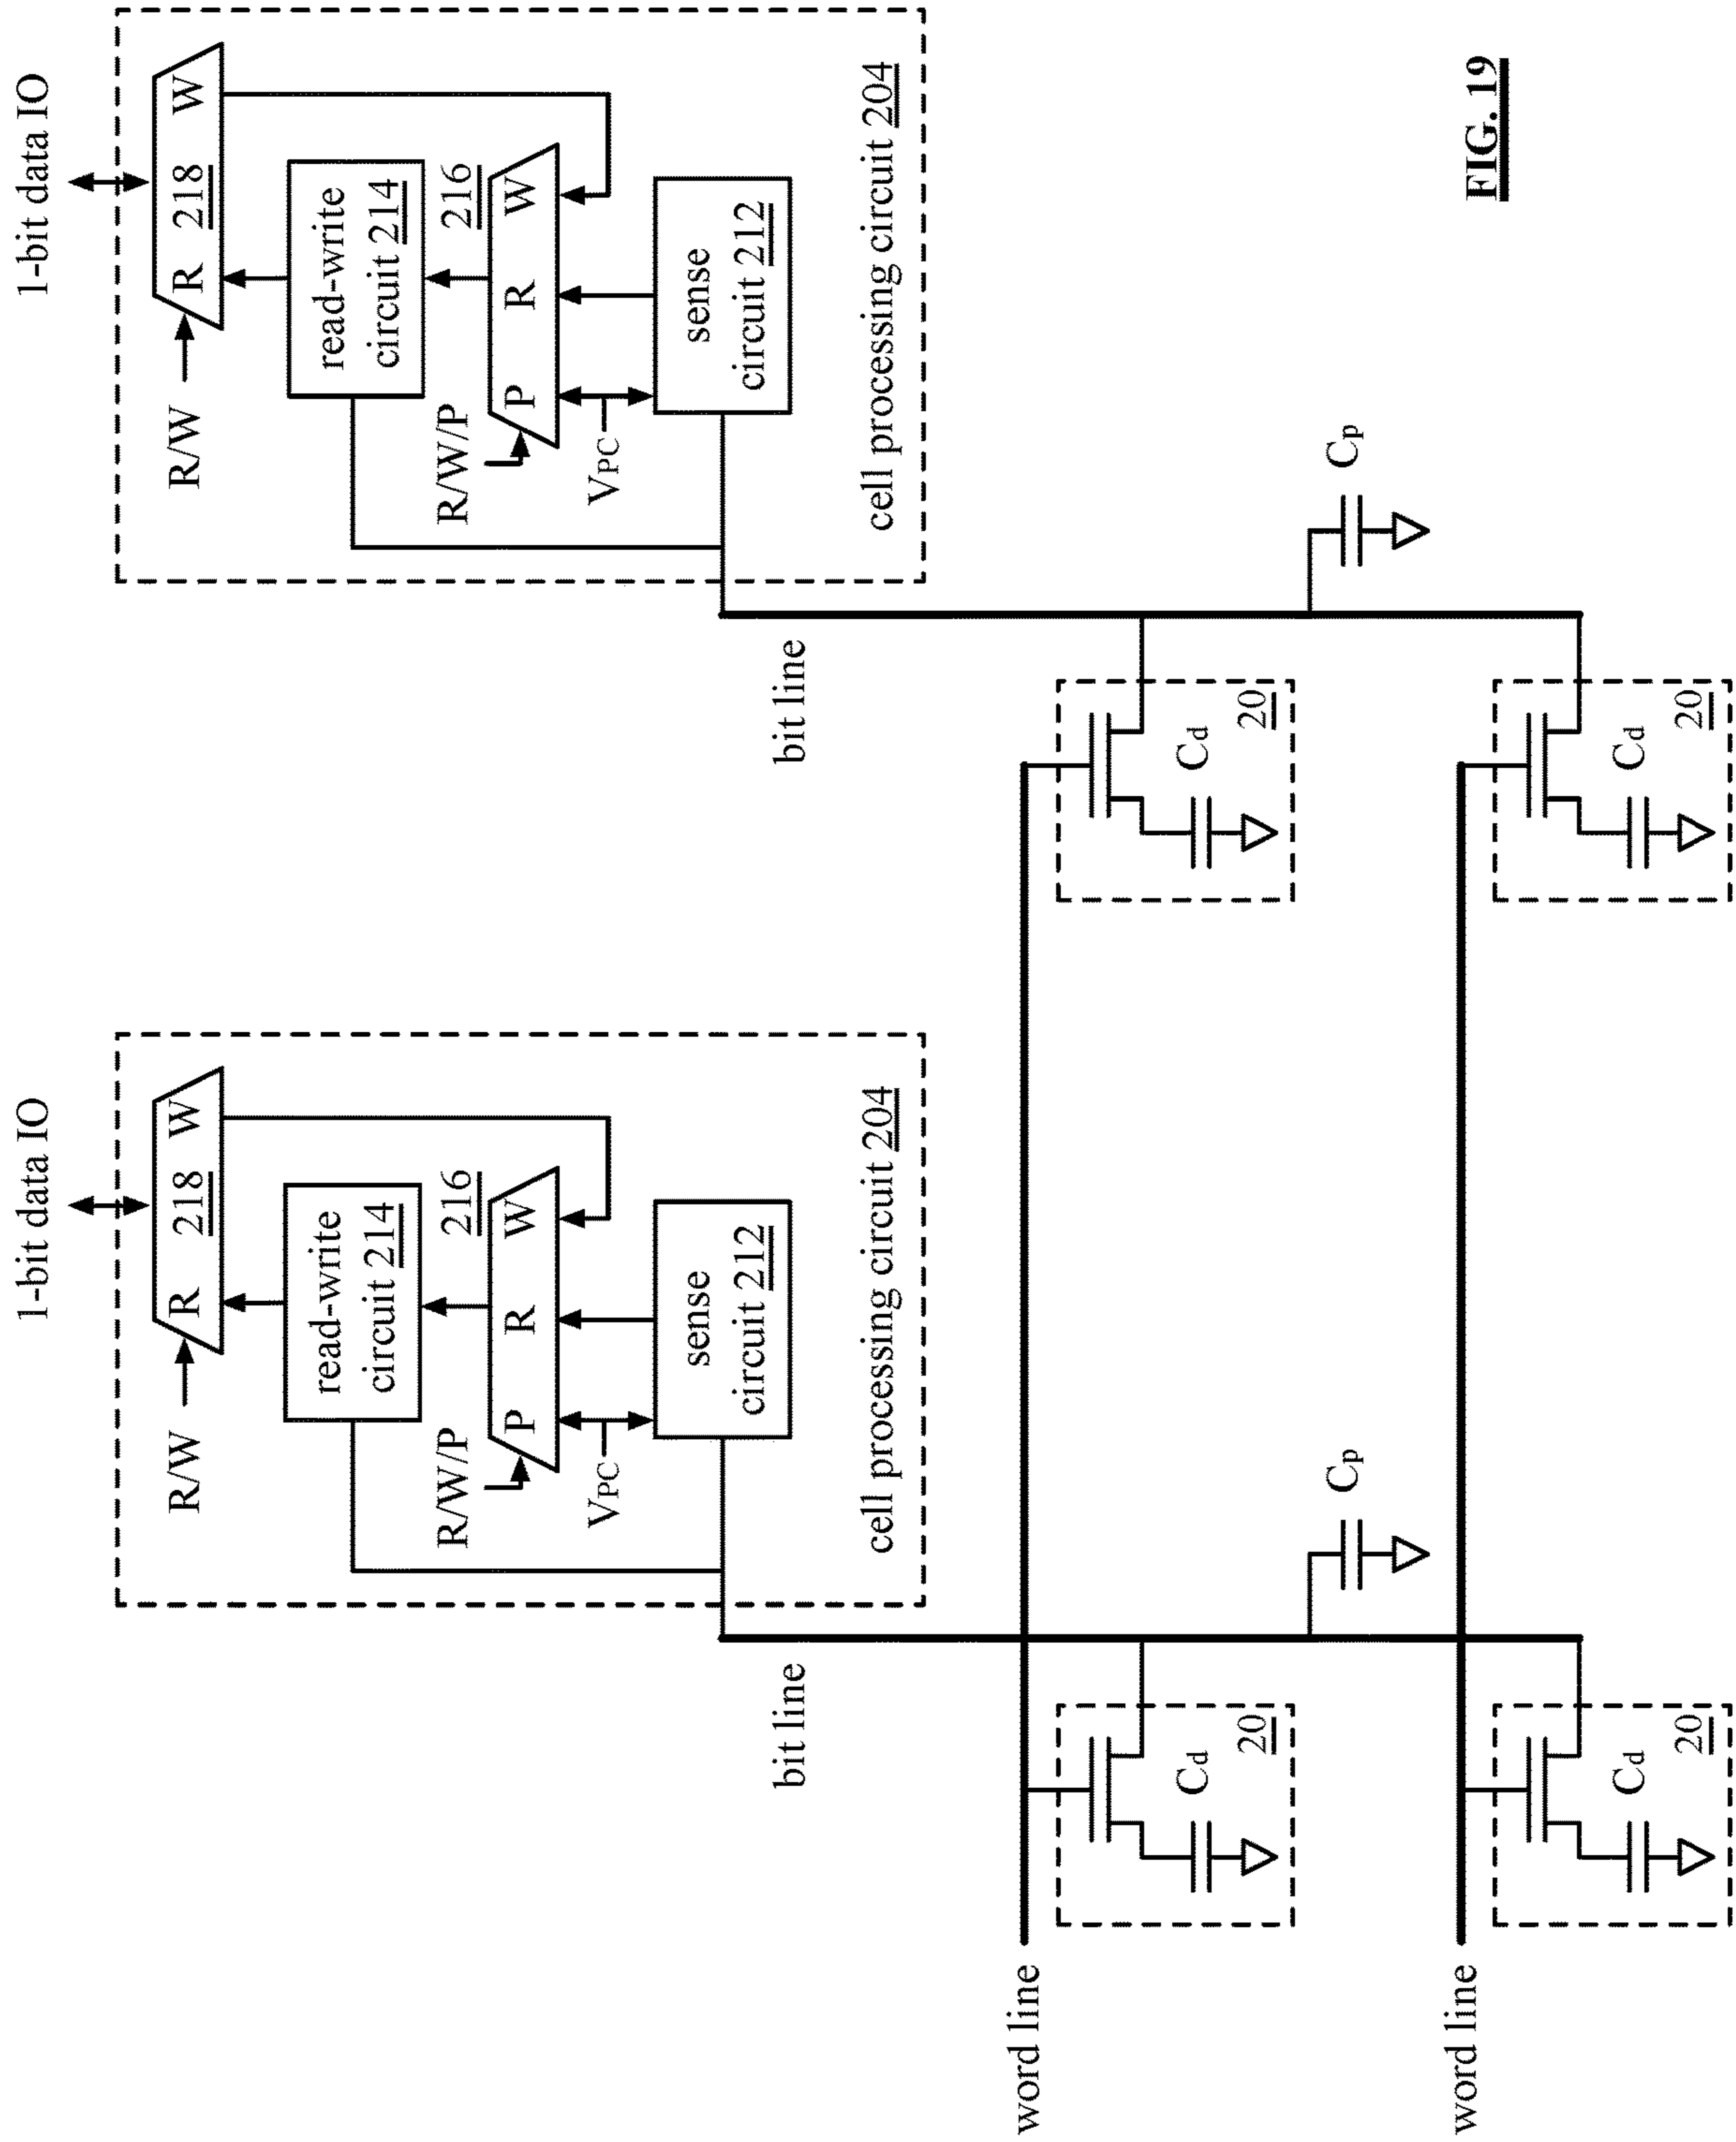 1-bit data IO
R/W
R 218 W
read-write
circuit 214
R/W/P
216
P R W
VPC
sense
circuit 212
cell processing circuit 204
bit line
1-bit data IO
R/W
R 218 W
read-write
circuit 214
R/W/P
216
P R W
VPC
sense
circuit 212
cell processing circuit 204
bit line
word line
Cd
20
Cd
20
Cp
Cp
word line
Cd
20
Cd
20
FIG. 19